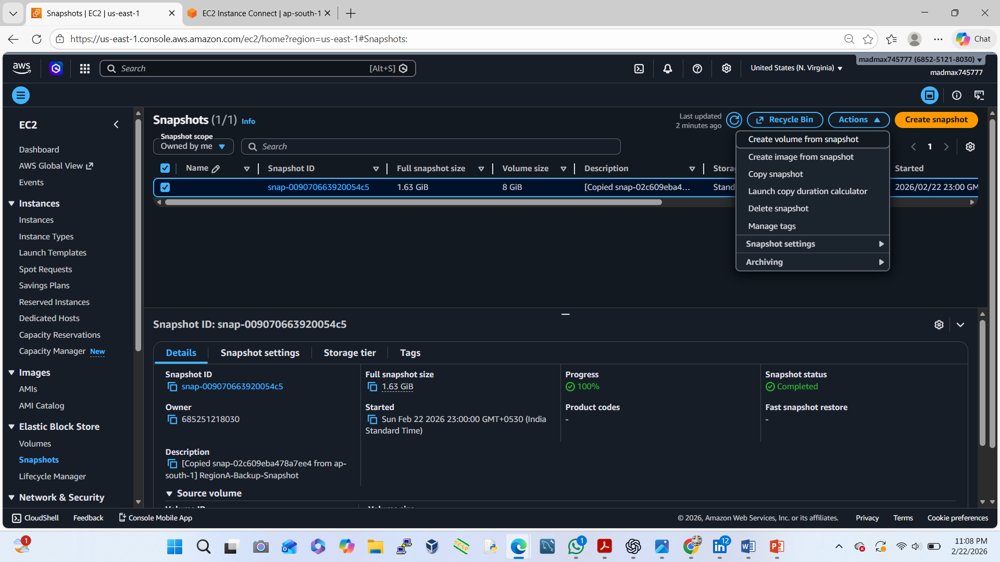 Snapshots | EC2 | us-east-1
EC2 Instance Connect | ap-south-1
https://us-east-1.console.aws.amazon.com/ec2/home?region=us-east-1#Snapshots:
Chat
aws
Search
[Alt+S]
United States (N. Virginia)
madmax745777 (6852-5121-8030)
madmax745777
EC2
Dashboard
AWS Global View
Events
Instances
Instances
Instance Types
Launch Templates
Spot Requests
Savings Plans
Reserved Instances
Dedicated Hosts
Capacity Reservations
Capacity Manager New
Images
AMIs
AMI Catalog
Elastic Block Store
Volumes
Snapshots
Lifecycle Manager
Network & Security
Snapshots (1/1) Info
Last updated
2 minutes ago
Recycle Bin
Actions
Create snapshot
Snapshot scope
Owned by me
Search
1
Create volume from snapshot
Create image from snapshot
Copy snapshot
Launch copy duration calculator
Delete snapshot
Manage tags
Snapshot settings
Archiving
Name Snapshot ID Full snapshot size Volume size Description Storag Started
snap-009070663920054c5 1.63 GiB 8 GiB [Copied snap-02c609eba4... Stand 2026/02/22 23:00 GM
Snapshot ID: snap-009070663920054c5
Details Snapshot settings Storage tier Tags
Snapshot ID
snap-009070663920054c5
Full snapshot size
1.63 GiB
Progress
100%
Snapshot status
Completed
Owner
685251218030
Started
Sun Feb 22 2026 23:00:00 GMT+0530 (India
Standard Time)
Product codes
-
Fast snapshot restore
-
Description
[Copied snap-02c609eba478a7ee4 from ap-
south-1] RegionA-Backup-Snapshot
Source volume
Volume ID Volume size
CloudShell Feedback Console Mobile App
© 2026, Amazon Web Services, Inc. or its affiliates. Privacy Terms Cookie preferences
1
TFTP
1
12
11:08 PM
2/22/2026